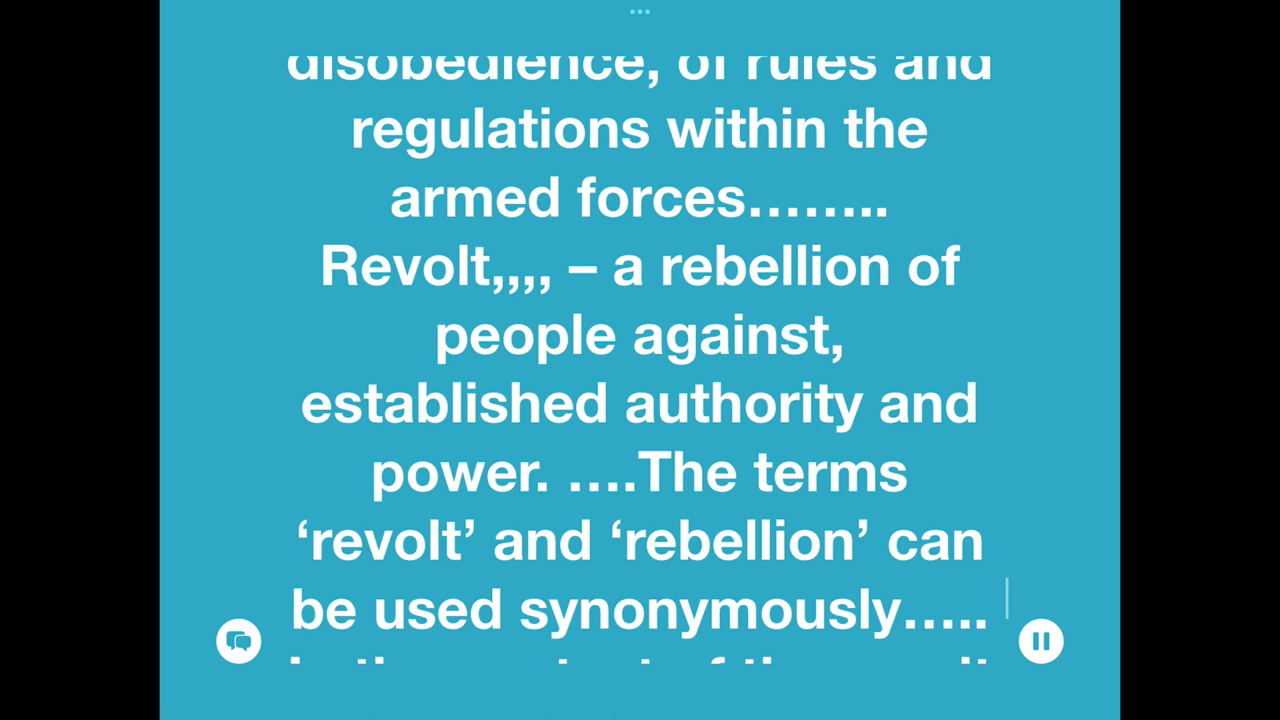 disobedience, of rules and
regulations within the
armed forces……..
Revolt,,,, – a rebellion of
people against,
established authority and
power. ….The terms
‘revolt’ and ‘rebellion’ can
be used synonymously…..